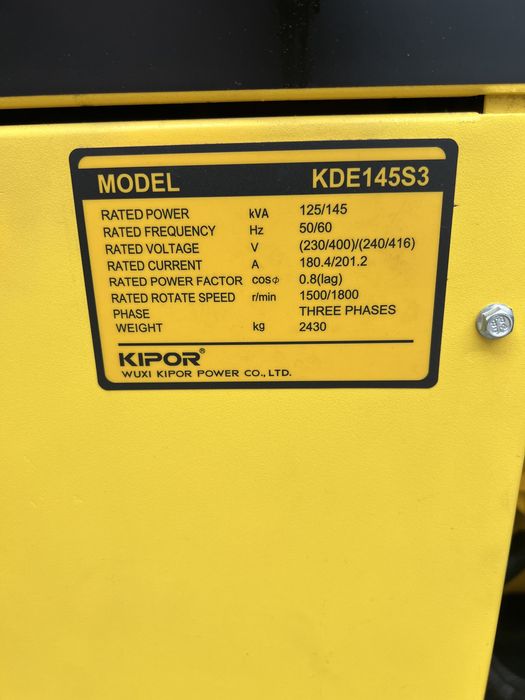 MODEL KDE145S3
RATED POWER kVA 125/145
RATED FREQUENCY Hz 50/60
RATED VOLTAGE V (230/400)/(240/416)
RATED CURRENT A 180.4/201.2
RATED POWER FACTOR cosΦ 0.8(lag)
RATED ROTATE SPEED r/min 1500/1800
PHASE THREE PHASES
WEIGHT kg 2430
KIPOR®
WUXI KIPOR POWER CO., LTD.